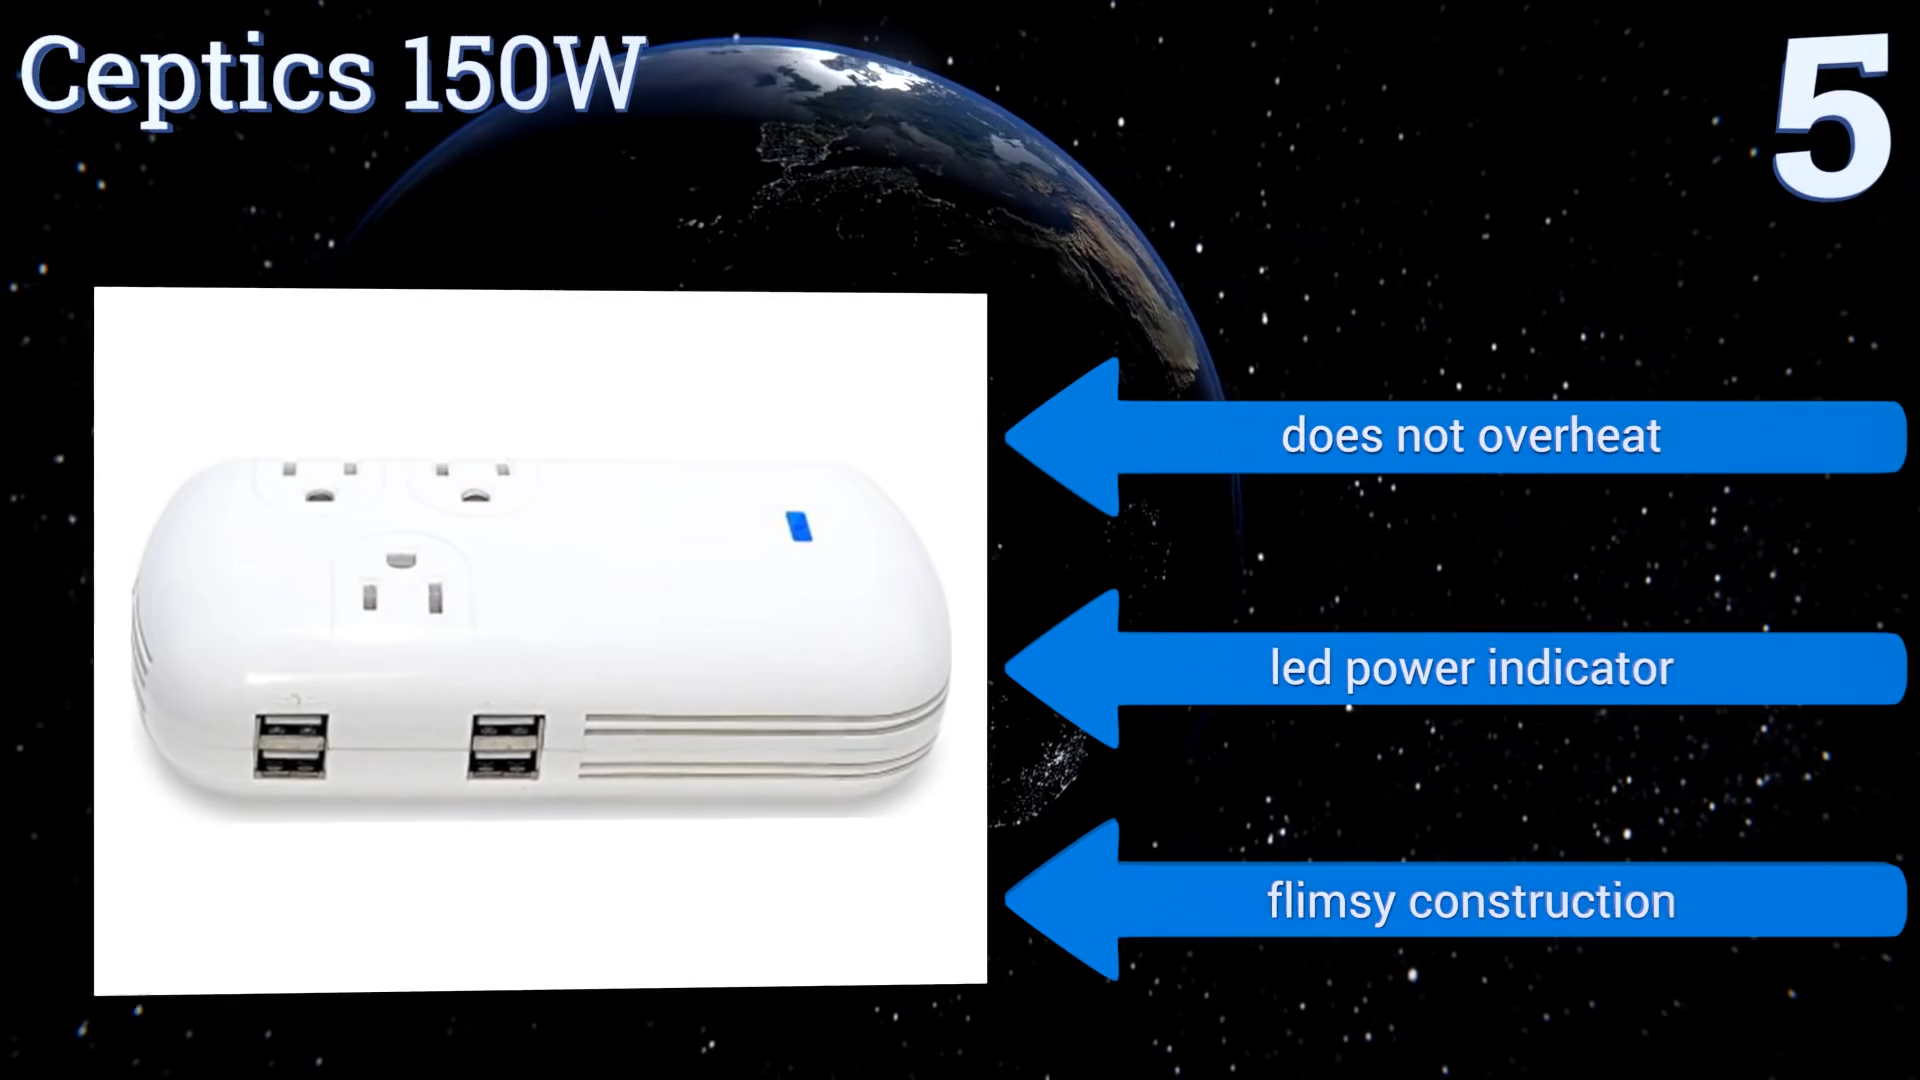 Ceptics 150W
5
does not overheat
led power indicator
flimsy construction